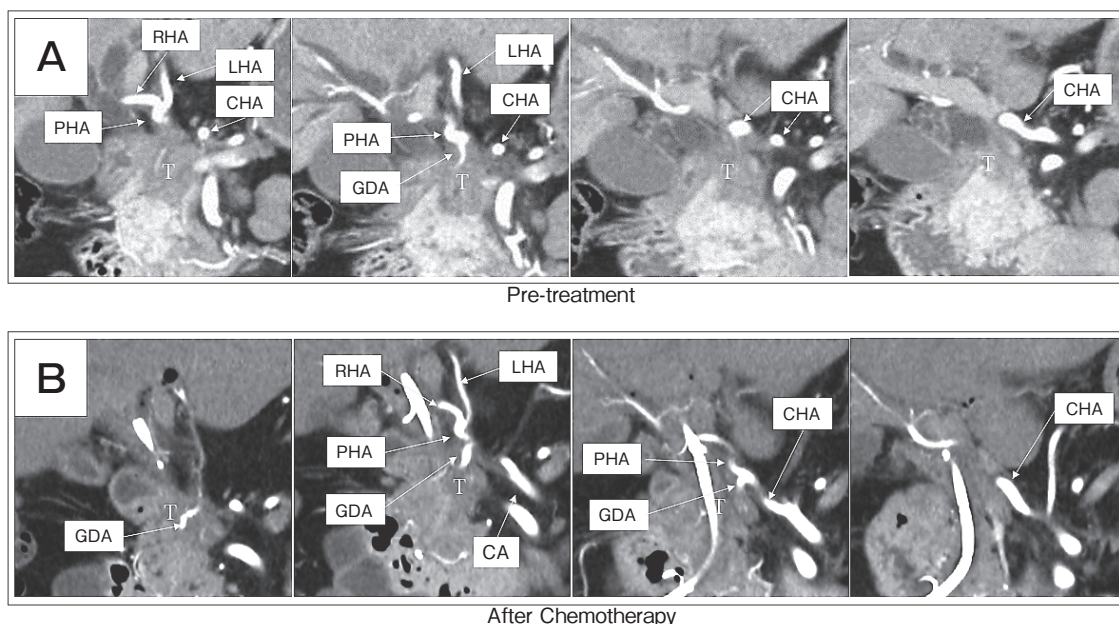 A
RHA
LHA
CHA
PHA
T
LHA
CHA
PHA
GDA
T
CHA
T
CHA
T
Pre-treatment
B
T
GDA
RHA
LHA
PHA
T
GDA
CA
CHA
PHA
GDA
T
CHA
After Chemotherapy